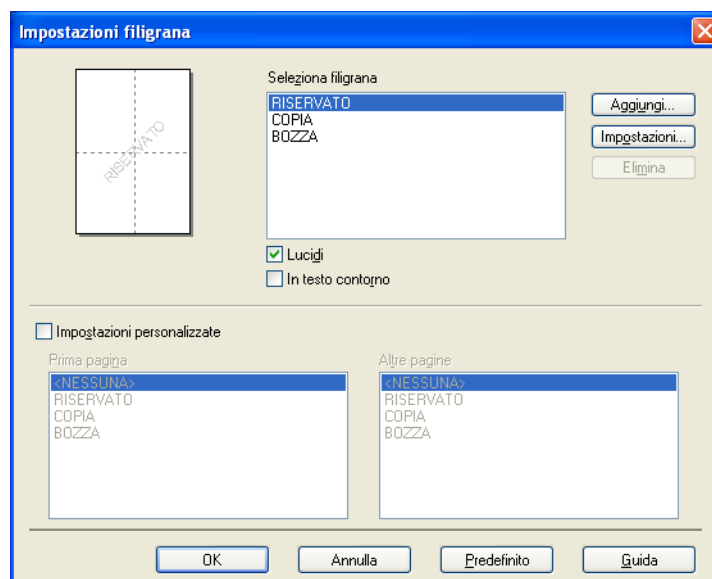 Impostazioni filigrana
Seleziona filigrana
RISERVATO
COPIA
BOZZA
Aggiungi...
Impostazioni...
Elimina
RISERVATO
Lucidi
In testo contorno
Impostazioni personalizzate
Prima pagina
<NESSUNA>
RISERVATO
COPIA
BOZZA
Altre pagine
<NESSUNA>
RISERVATO
COPIA
BOZZA
OK
Annulla
Predefinito
Guida